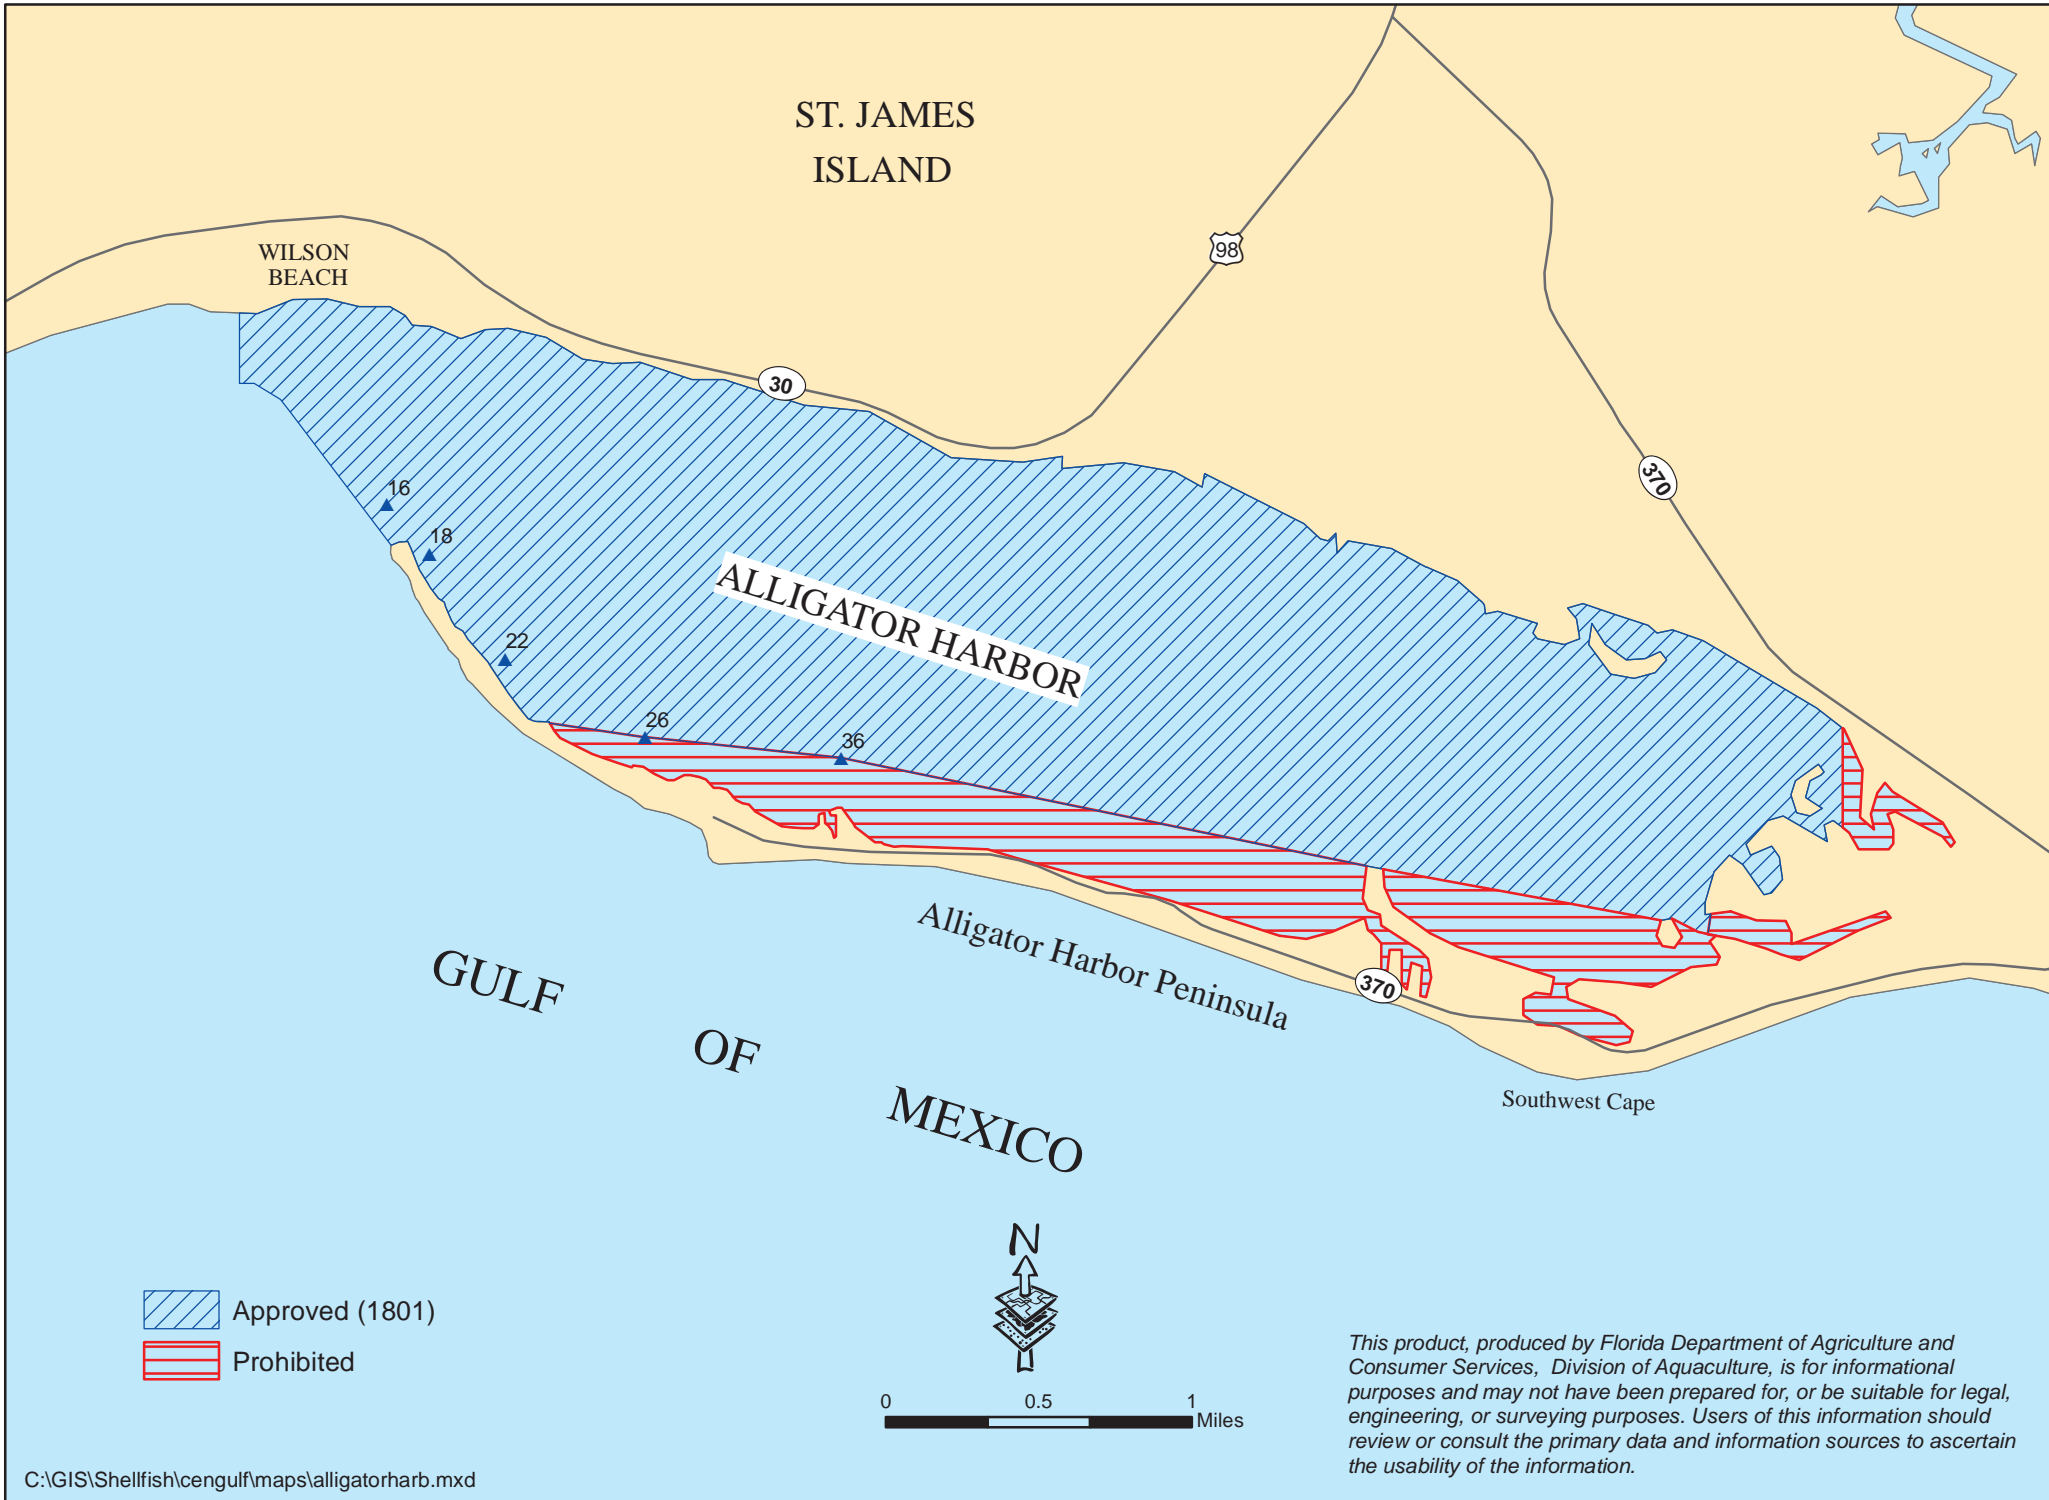 ST. JAMES
ISLAND
WILSON
BEACH
98
30
370
16
18
22
26
36
ALLIGATOR HARBOR
370
Alligator Harbor Peninsula
Southwest Cape
GULF
OF
MEXICO
N
Approved (1801)
Prohibited
0 0.5 1
Miles
This product, produced by Florida Department of Agriculture and
Consumer Services, Division of Aquaculture, is for informational
purposes and may not have been prepared for, or be suitable for legal,
engineering, or surveying purposes. Users of this information should
review or consult the primary data and information sources to ascertain
the usability of the information.
C:\GIS\Shellfish\cengulf\maps\alligatorharb.mxd